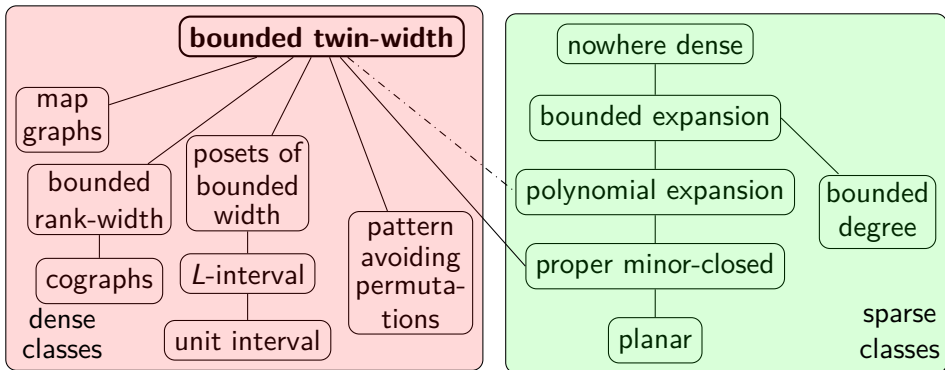 bounded twin-width
map
graphs
bounded
rank-width
cographs
posets of
bounded
width
L-interval
unit interval
pattern
avoiding
permuta-
tions
dense
classes
nowhere dense
bounded expansion
polynomial expansion
bounded
degree
proper minor-closed
planar
sparse
classes